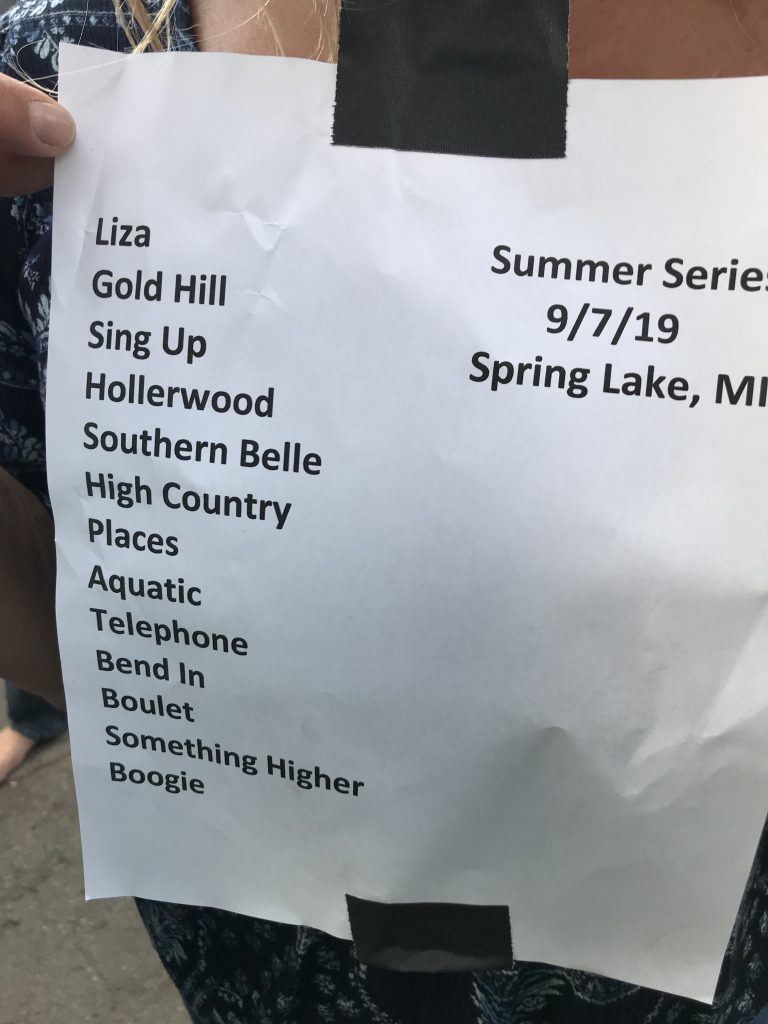 Liza
Gold Hill
Sing Up
Hollerwood
Southern Belle
High Country
Places
Aquatic
Telephone
Bend In
Boulet
Something Higher
Boogie
Summer Series
9/7/19
Spring Lake, MI